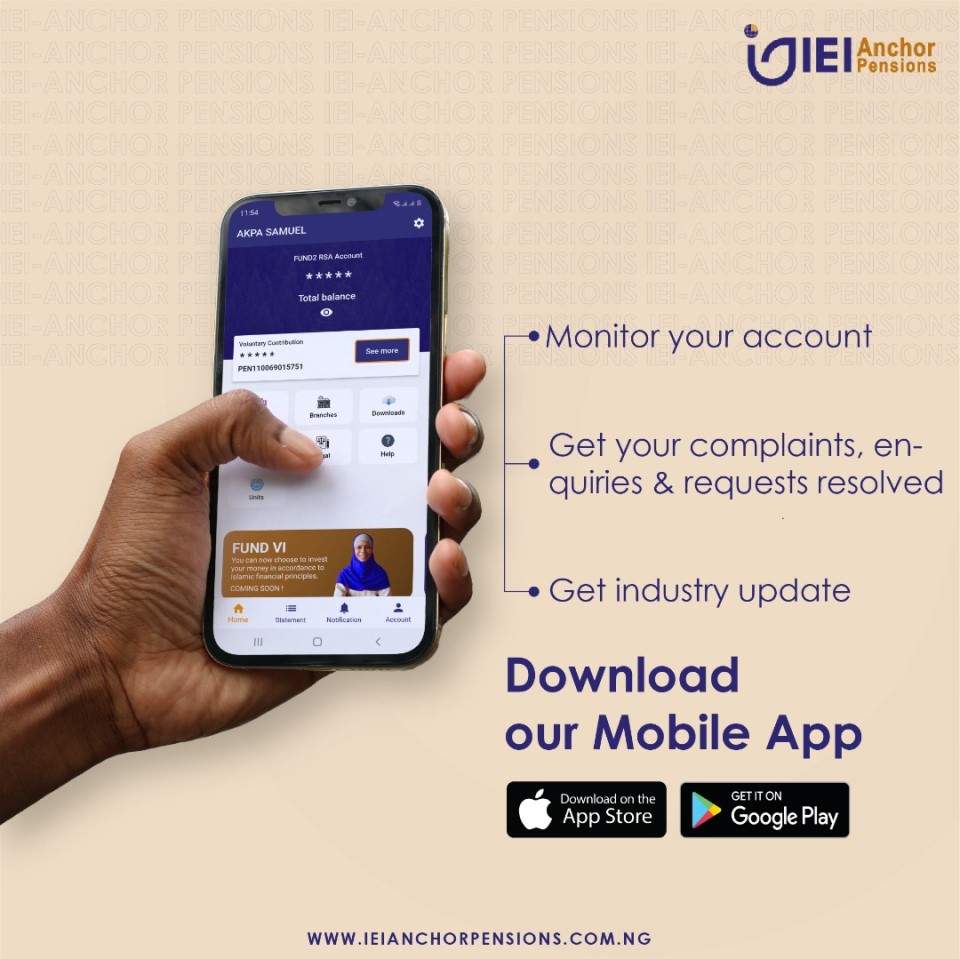 IEI-ANCHOR PENSIONS IEI-ANCHOR PENSIONS IEI-ANCHOR PENSIONS
IEI Anchor
Pensions
11:54
AKPA SAMUEL
FUND2 RSA Account
*****
Total balance
Voluntary Contribution
*****
PEN110069015751
See more
Branches
Downloads
Help
Units
FUND VI
You can now choose to invest
your money in accordance to
islamic financial principles.
COMING SOON !
Home
Statement
Notification
Account
Monitor your account
Get your complaints, en-
quiries & requests resolved
Get industry update
Download
our Mobile App
Download on the
App Store
GET IT ON
Google Play
WWW.IEIANCHORPENSIONS.COM.NG